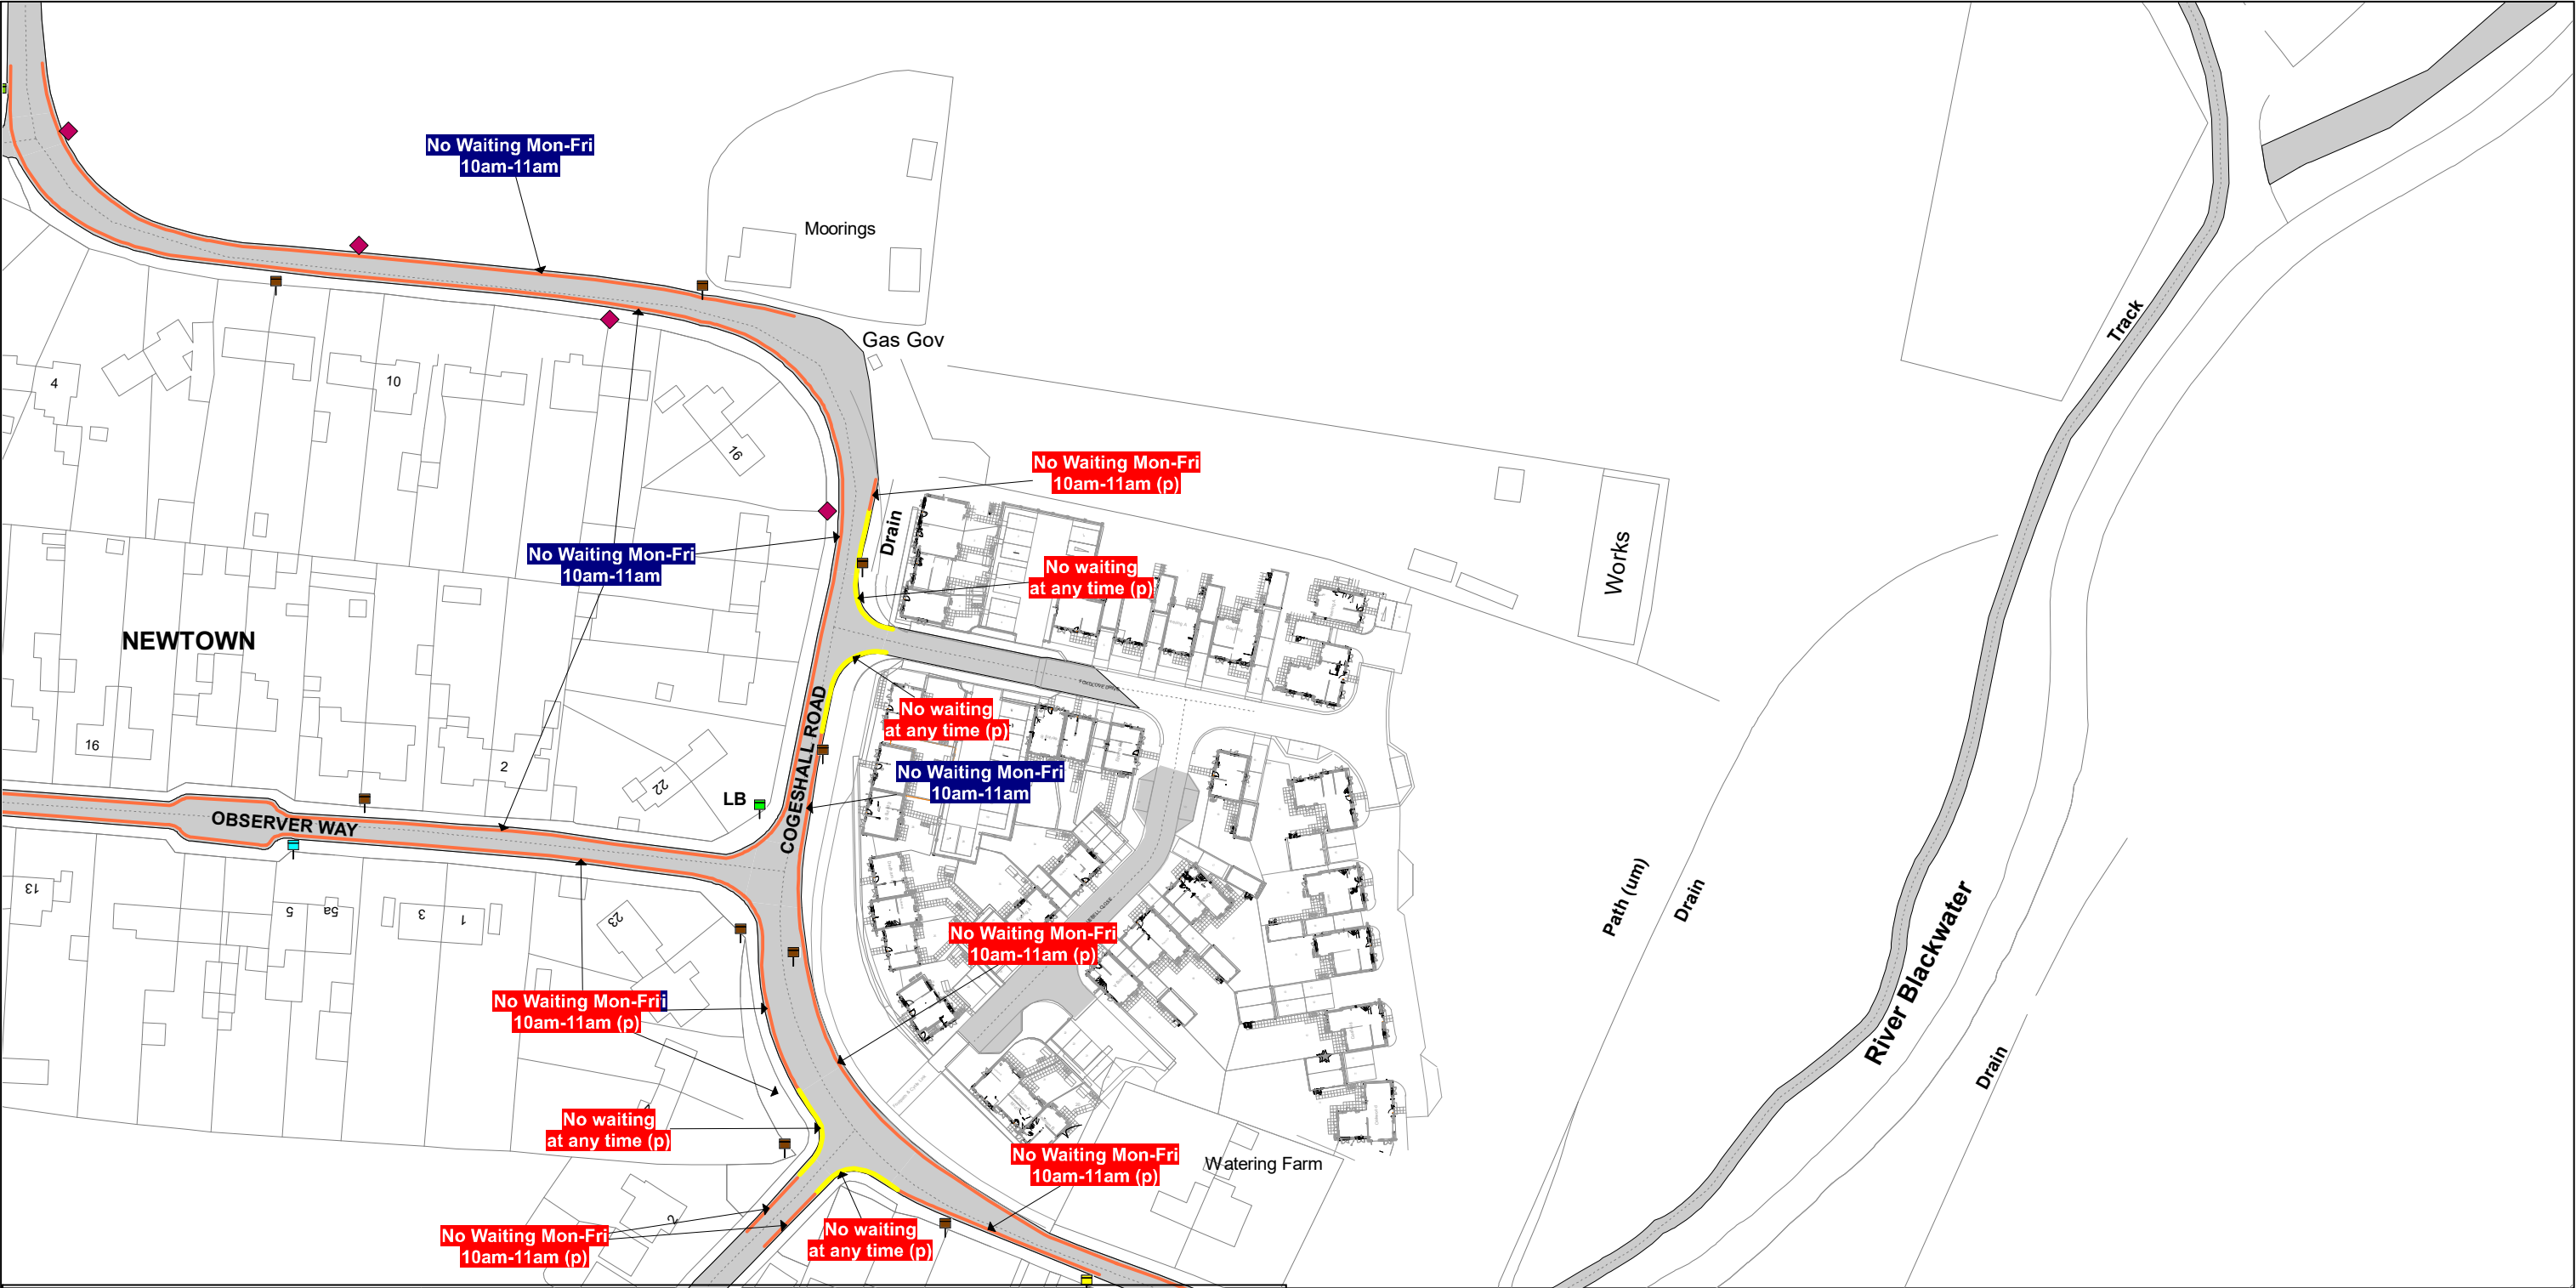 No Waiting Mon-Fri
10am-11am
Moorings
Track
Gas Gov
4
10
16
No Waiting Mon-Fri
10am-11am (p)
Drain
No Waiting Mon-Fri
10am-11am
No waiting
at any time (p)
Works
NEWTOWN
No waiting
at any time (p)
16
2
22
No Waiting Mon-Fri
10am-11am
LB
COGESHALL ROAD
OBSERVER WAY
13
5
5a
3
1
23
Path (um)
Drain
River Blackwater
No Waiting Mon-Fri
10am-11am (p)
No Waiting Mon-Frii
10am-11am (p)
Drain
No waiting
at any time (p)
No Waiting Mon-Fri
10am-11am (p)
Watering Farm
2
No Waiting Mon-Fri
10am-11am (p)
No waiting
at any time (p)